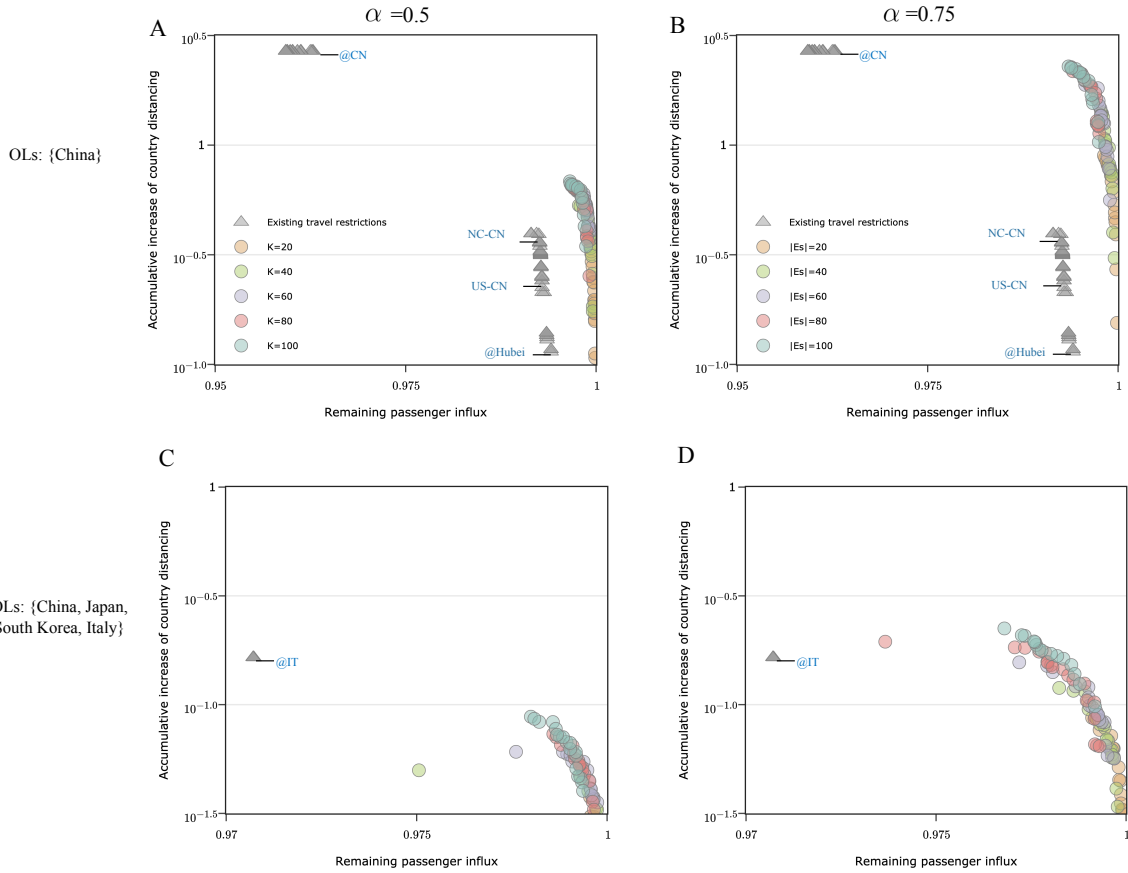 α =0.5
α =0.75
A
B
OLs: {China}
Accumulative increase of country distancing
10^0.5
1
10^-0.5
10^-1.0
@CN
Existing travel restrictions
K=20
K=40
K=60
K=80
K=100
NC-CN
US-CN
@Hubei
0.95
0.975
1
Remaining passenger influx
Accumulative increase of country distancing
10^0.5
1
10^-0.5
10^-1.0
@CN
Existing travel restrictions
|Es|=20
|Es|=40
|Es|=60
|Es|=80
|Es|=100
NC-CN
US-CN
@Hubei
0.95
0.975
1
Remaining passenger influx
C
D
OLs: {China, Japan,
South Korea, Italy}
Accumulative increase of country distancing
1
10^-0.5
10^-1.0
10^-1.5
@IT
0.97
0.975
1
Remaining passenger influx
Accumulative increase of country distancing
1
10^-0.5
10^-1.0
10^-1.5
@IT
0.97
0.975
1
Remaining passenger influx